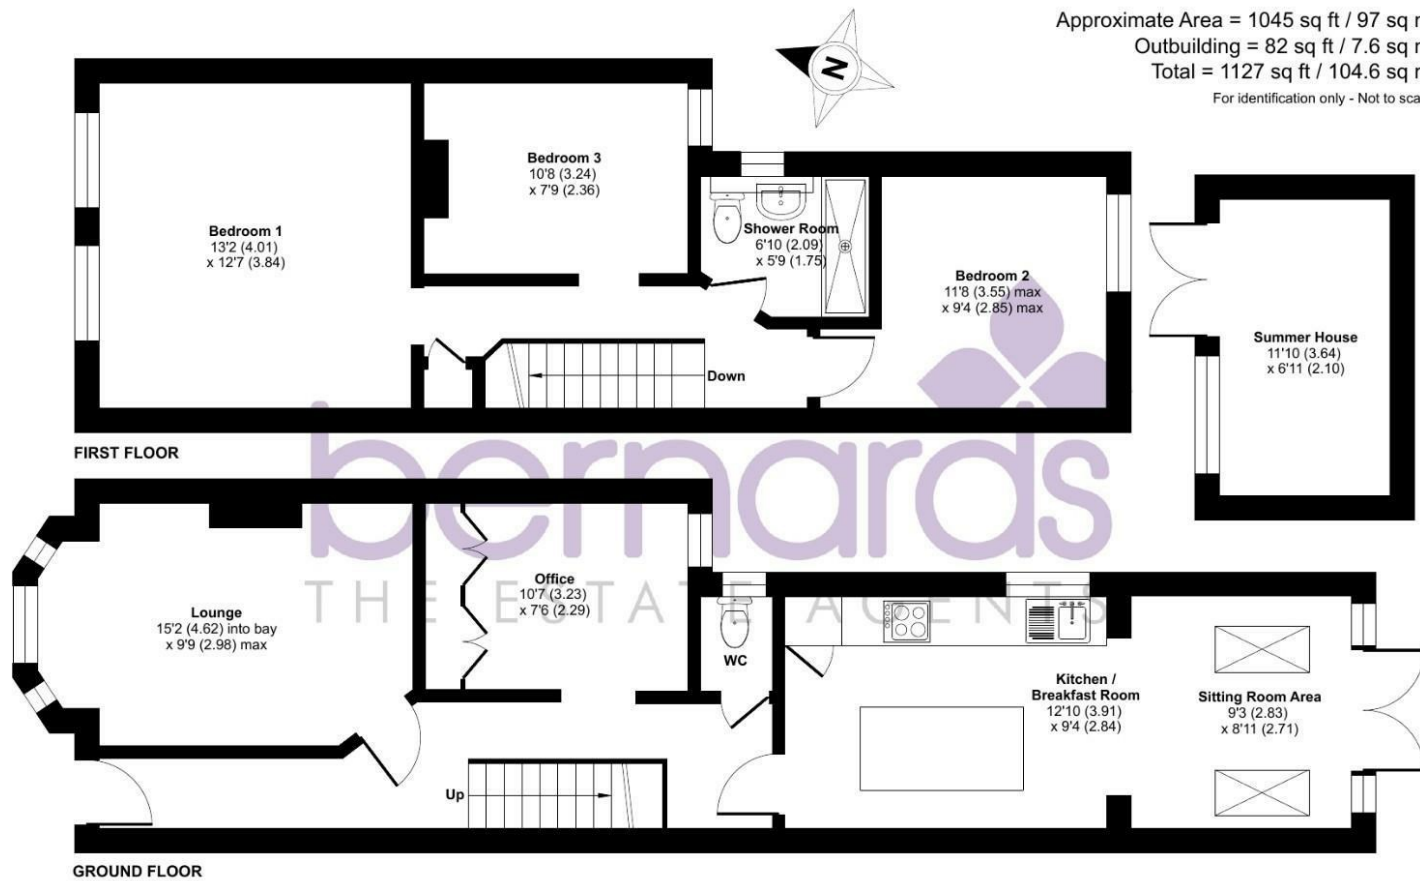 Approximate Area = 1045 sq ft / 97 sq
Outbuilding = 82 sq ft / 7.6 sq
Total = 1127 sq ft / 104.6 sq
For identification only - Not to
N
Bedroom 1
13'2 (4.01)
x 12'7 (3.84)
Bedroom 3
10'8 (3.24)
x 7'9 (2.36)
Shower Room
6'10 (2.09)
x 5'9 (1.75)
Bedroom 2
11'8 (3.55) max
x 9'4 (2.85) max
Summer House
11'10 (3.64)
x 6'11 (2.10)
Down
FIRST FLOOR
bernards
THE ESTATE AGENTS
Lounge
15'2 (4.62) into bay
x 9'9 (2.98) max
Office
10'7 (3.23)
x 7'6 (2.29)
WC
Kitchen /
Breakfast Room
12'10 (3.91)
x 9'4 (2.84)
Sitting Room Area
9'3 (2.83)
x 8'11 (2.71)
Up
GROUND FLOOR